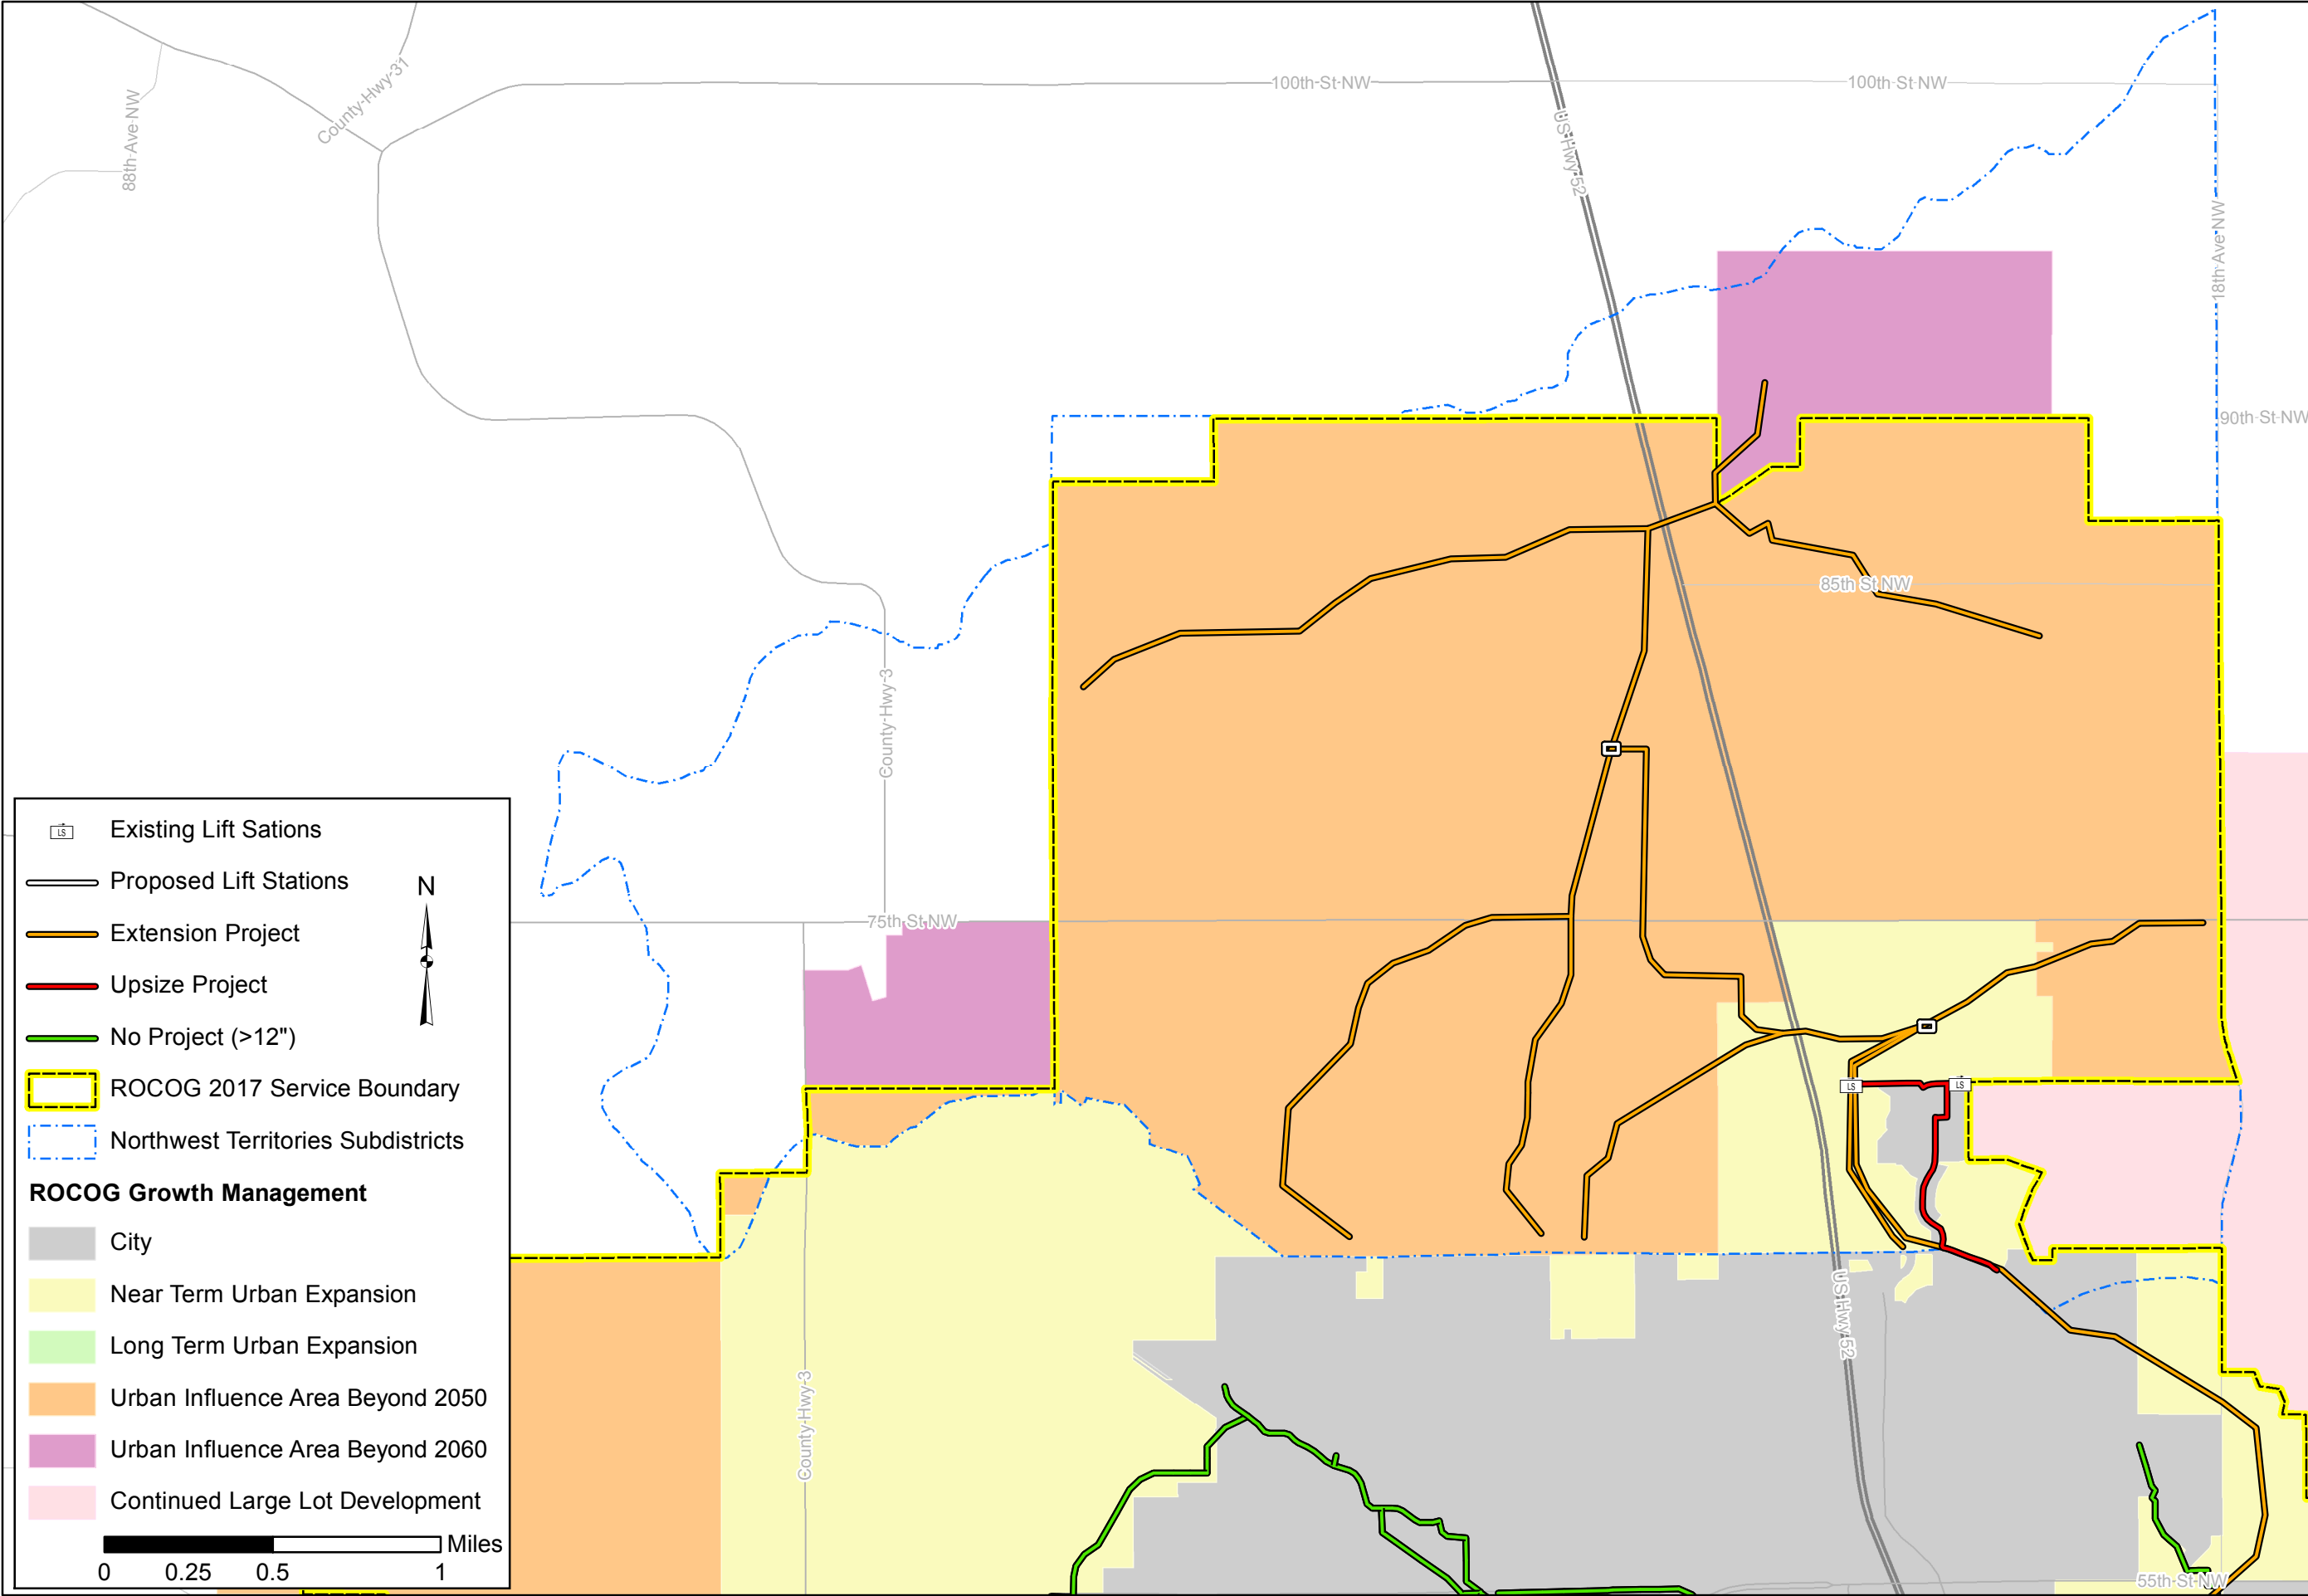 100th St NW
100th St NW
County Hwy 31
88th Ave NW
US Hwy 52
18th Ave NW
90th St NW
85th St NW
County Hwy 3
75th St NW
LS
LS
US Hwy 52
County Hwy 3
55th St NW
LS Existing Lift Sations
Proposed Lift Stations
N
Extension Project
Upsize Project
No Project (>12")
ROCOG 2017 Service Boundary
Northwest Territories Subdistricts
ROCOG Growth Management
City
Near Term Urban Expansion
Long Term Urban Expansion
Urban Influence Area Beyond 2050
Urban Influence Area Beyond 2060
Continued Large Lot Development
Miles
0 0.25 0.5 1